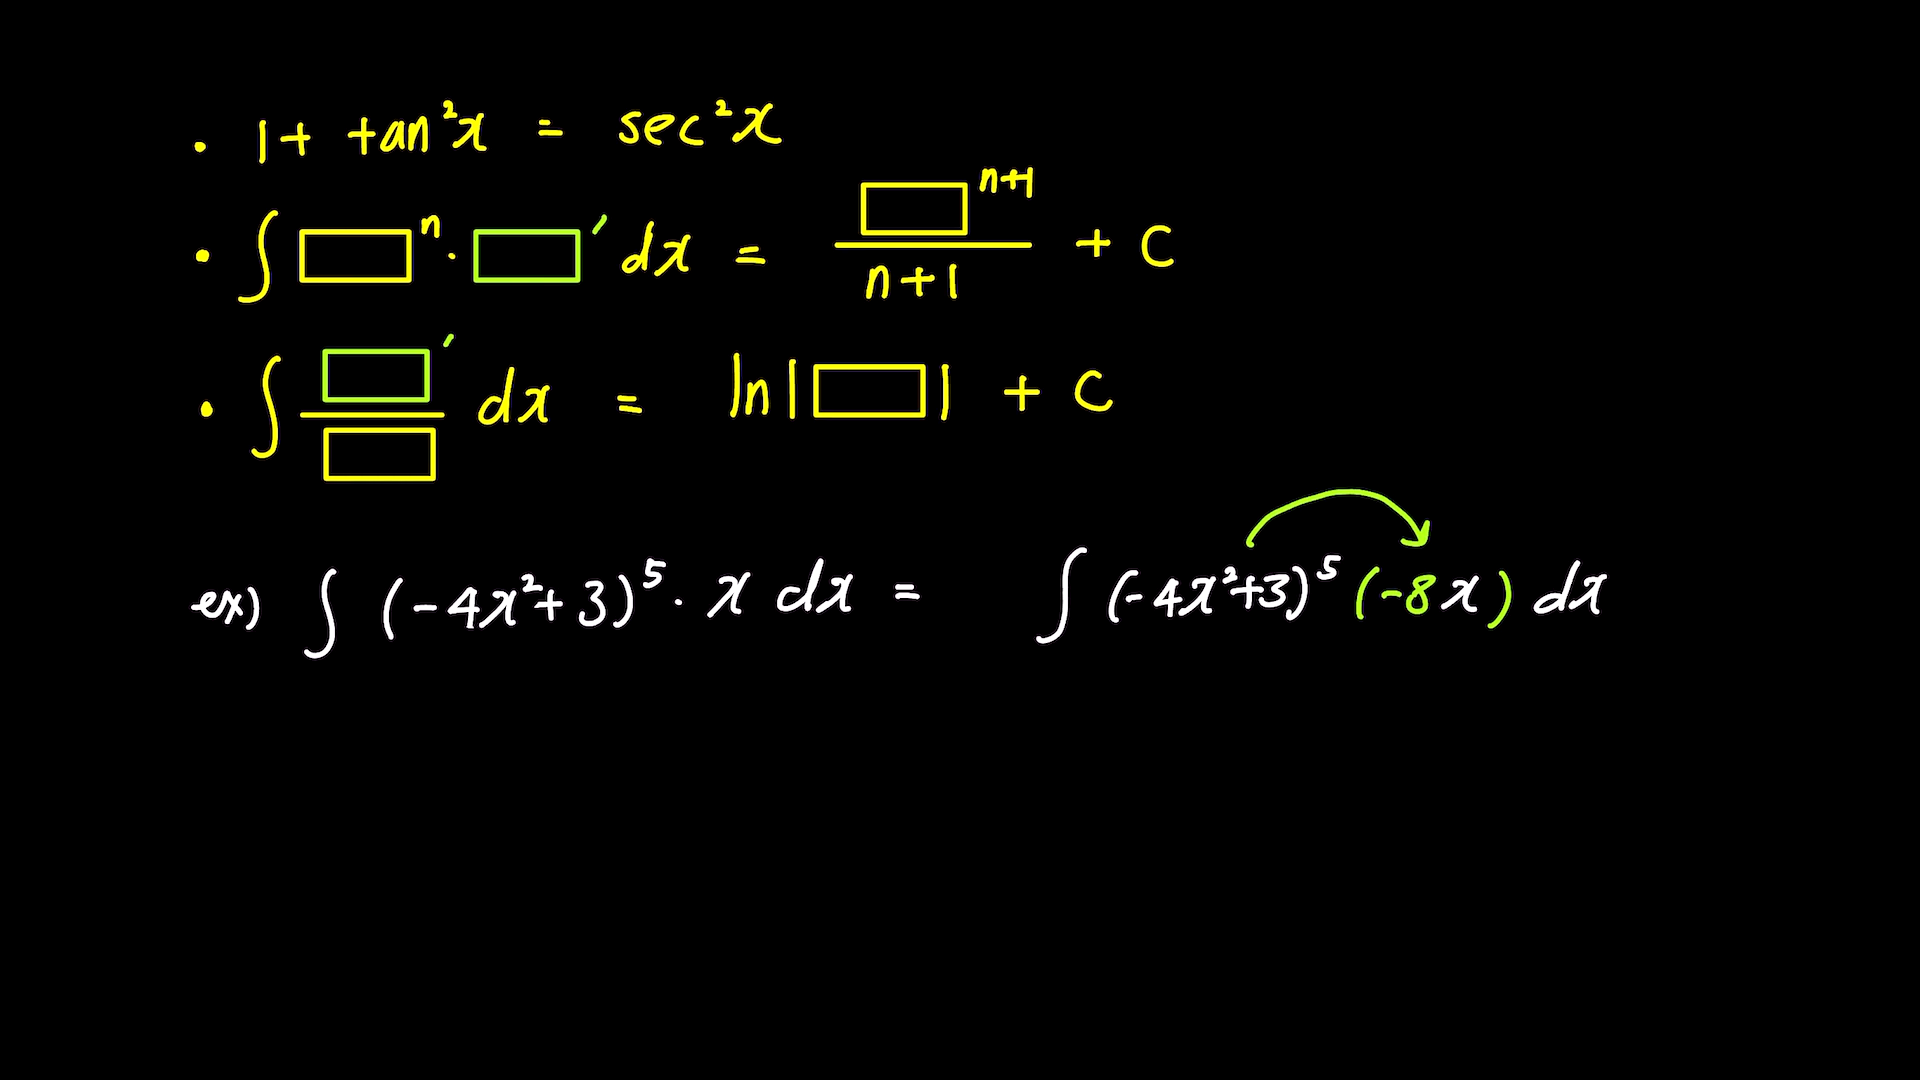 • 1 + tan²x = sec²x
• ∫ □ⁿ · □′ dx = □ⁿ⁺¹ / n+1 + C
• ∫ □′ / □ dx = ln|□| + C
ex) ∫ (-4x²+3)⁵ · x dx = ∫ (-4x²+3)⁵ (-8x) dx